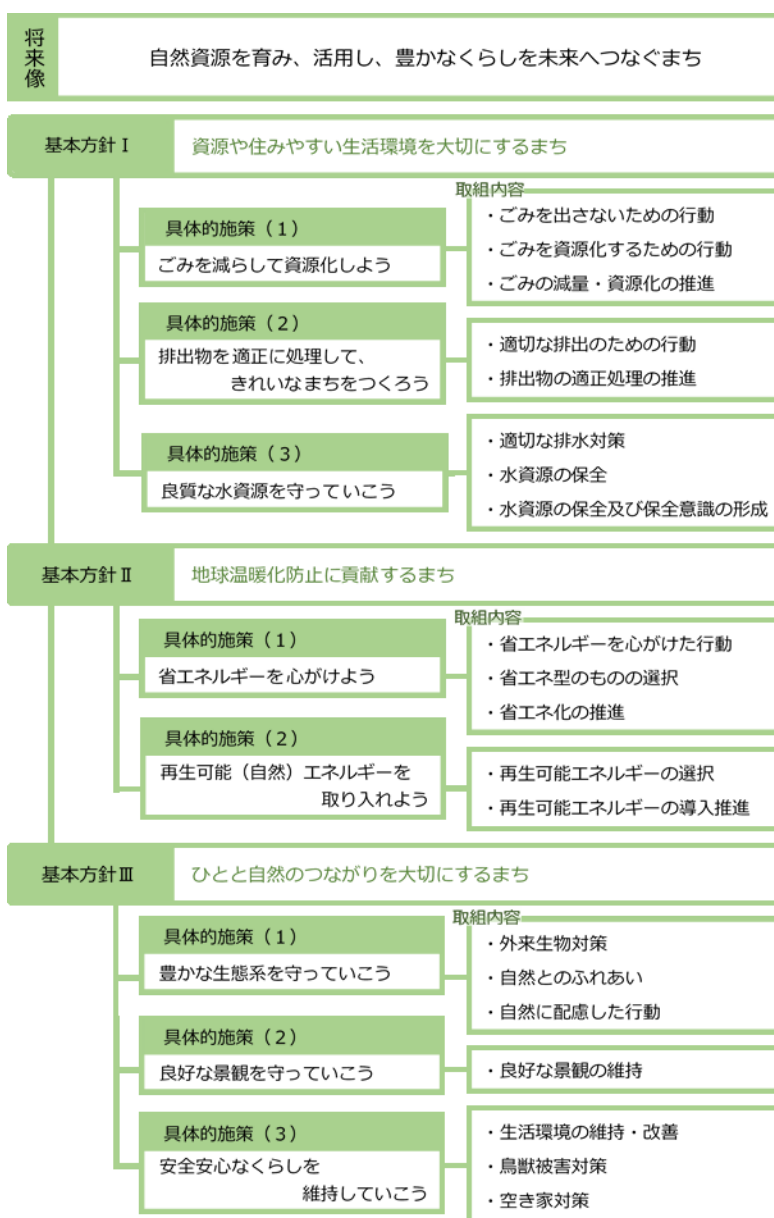 将来像
自然資源を育み、活用し、豊かなくらしを未来へつなぐまち
基本方針Ⅰ
資源や住みやすい生活環境を大切にするまち
取組内容
具体的施策（1）
ごみを減らして資源化しよう
・ごみを出さないための行動
・ごみを資源化するための行動
・ごみの減量・資源化の推進
具体的施策（2）
排出物を適正に処理して、
きれいなまちをつくろう
・適切な排出のための行動
・排出物の適正処理の推進
具体的施策（3）
良質な水資源を守っていこう
・適切な排水対策
・水資源の保全
・水資源の保全及び保全意識の形成
基本方針Ⅱ
地球温暖化防止に貢献するまち
取組内容
具体的施策（1）
省エネルギーを心がけよう
・省エネルギーを心がけた行動
・省エネ型のものの選択
・省エネ化の推進
具体的施策（2）
再生可能（自然）エネルギーを
取り入れよう
・再生可能エネルギーの選択
・再生可能エネルギーの導入推進
基本方針Ⅲ
ひとと自然のつながりを大切にするまち
取組内容
具体的施策（1）
豊かな生態系を守っていこう
・外来生物対策
・自然とのふれあい
・自然に配慮した行動
具体的施策（2）
良好な景観を守っていこう
・良好な景観の維持
具体的施策（3）
安全安心なくらしを
維持していこう
・生活環境の維持・改善
・鳥獣被害対策
・空き家対策